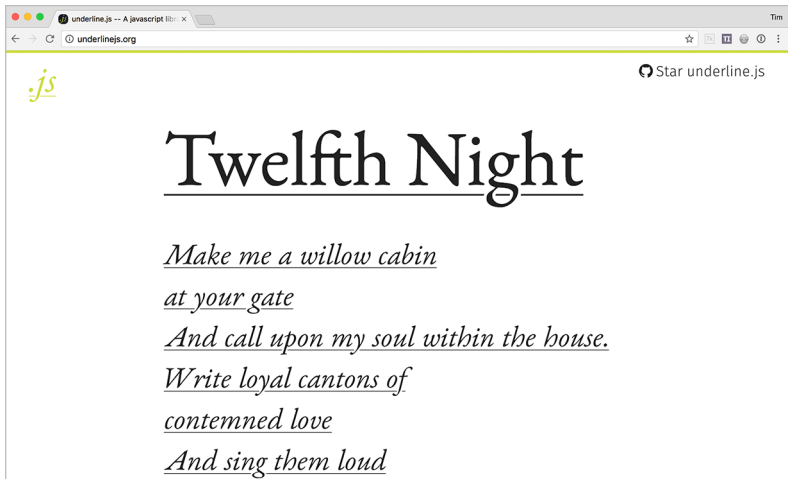 underline.js -- A javascript libr
Tim
underlinejs.org
.js
Star underline.js
Twelfth Night
Make me a willow cabin
at your gate
And call upon my soul within the house.
Write loyal cantons of
contemned love
And sing them loud